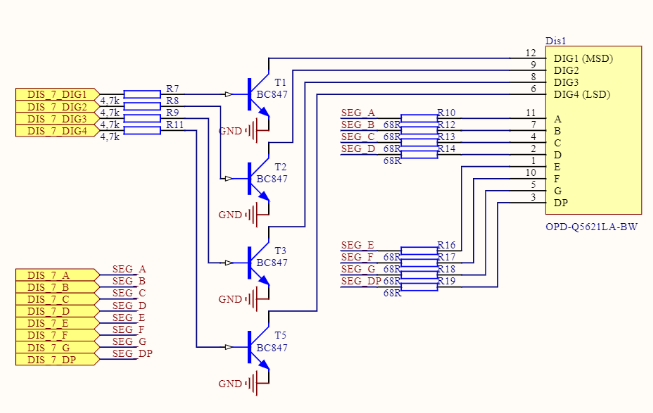 Dis1
12 DIG1 (MSD)
9 DIG2
8 DIG3
6 DIG4 (LSD)
11 A
7 B
4 C
2 D
1 E
10 F
5 G
3 DP
OPD-Q5621LA-BW
DIS_7_DIG1 R7
DIS_7_DIG2 4,7k R8
DIS_7_DIG3 R9
DIS_7_DIG4 4,7k R11
4,7k
T1
BC847
GND
T2
BC847
GND
T3
BC847
GND
T5
BC847
GND
SEG_A R10
SEG_B 68R R12
SEG_C 68R R13
SEG_D 68R R14
68R
SEG_E R16
SEG_F 68R R17
SEG_G 68R R18
SEG_DP 68R R19
68R
DIS_7_A SEG_A
DIS_7_B SEG_B
DIS_7_C SEG_C
DIS_7_D SEG_D
DIS_7_E SEG_E
DIS_7_F SEG_F
DIS_7_G SEG_G
DIS_7_DP SEG_DP